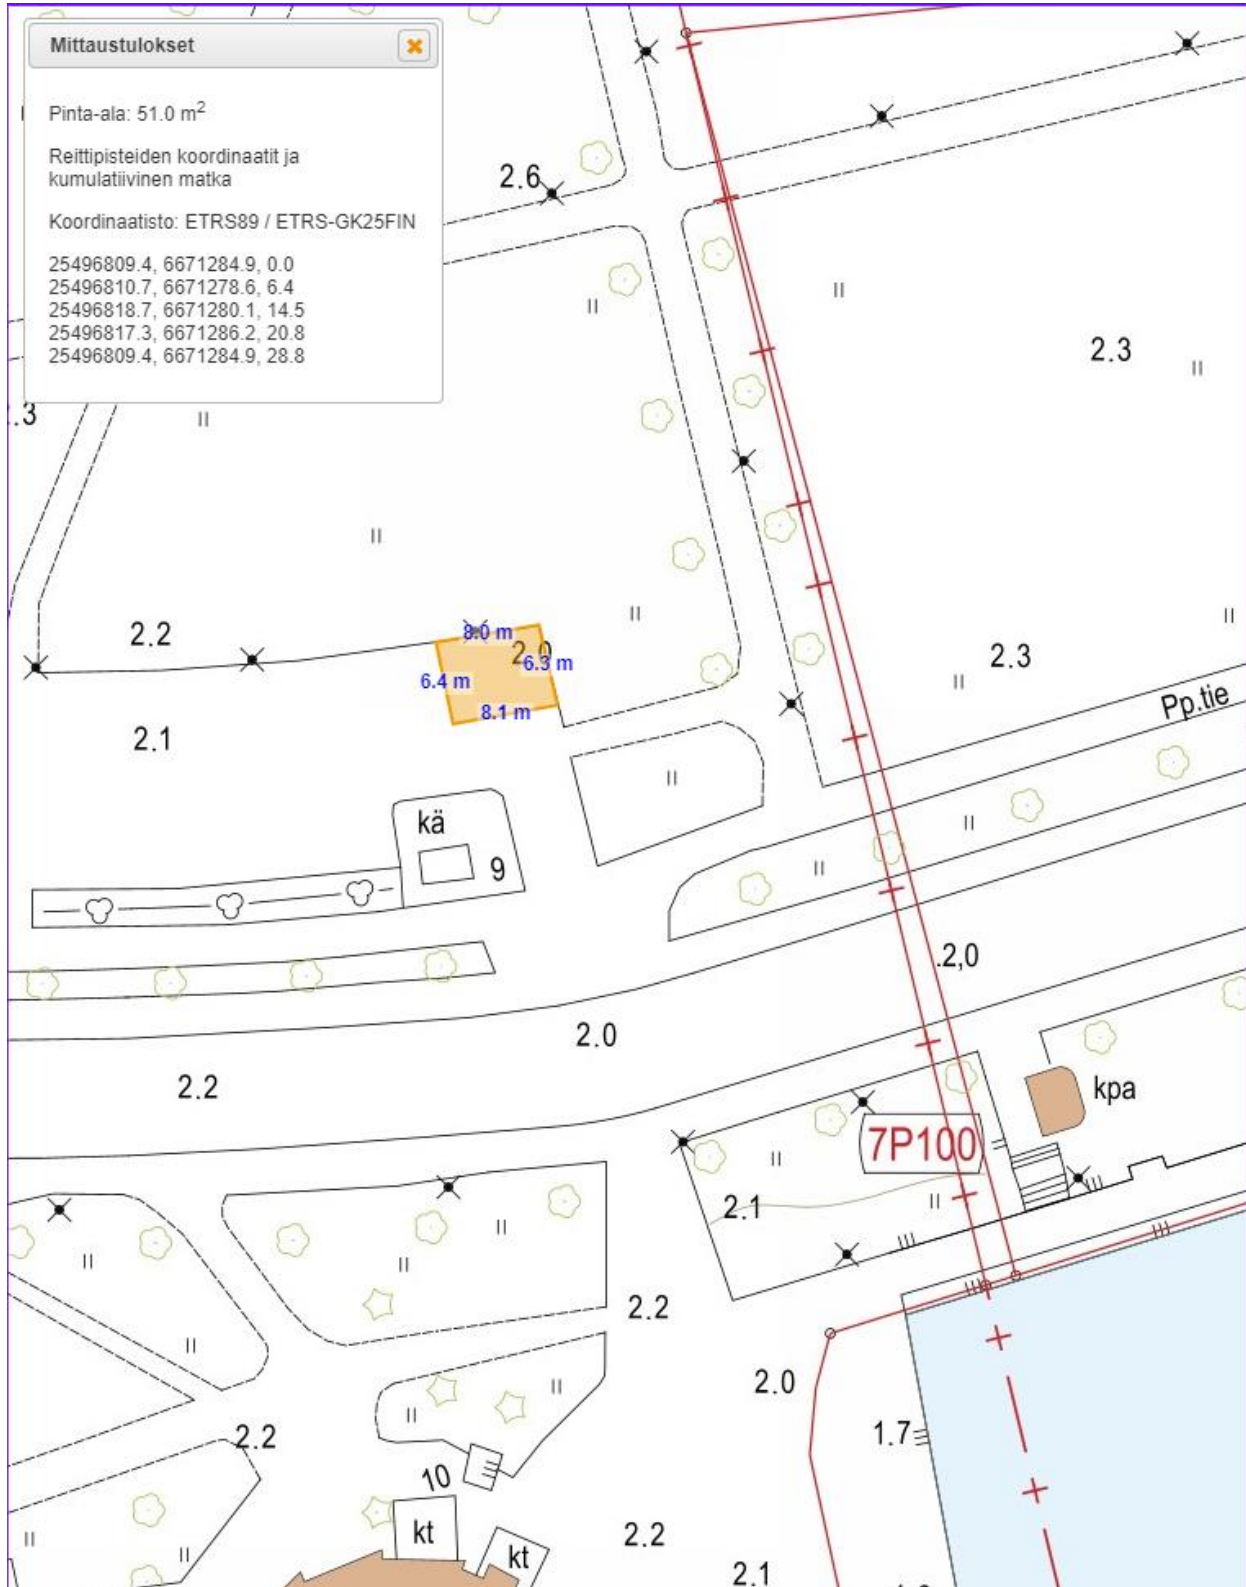 Mittaustulokset
Pinta-ala: 51.0 m²
Reittipisteiden koordinaatit ja
kumulatiivinen matka
Koordinaatisto: ETRS89 / ETRS-GK25FIN
25496809.4, 6671284.9, 0.0
25496810.7, 6671278.6, 6.4
25496818.7, 6671280.1, 14.5
25496817.3, 6671286.2, 20.8
25496809.4, 6671284.9, 28.8
2.6
2.3
.3
2.2
8.0 m
2.0
6.3 m
6.4 m
8.1 m
2.3
Pp.tie
2.1
kä
9
.2,0
2.0
2.2
kpa
7P100
2.1
2.2
2.0
1.7
2.2
10
kt
kt
2.2
2.1